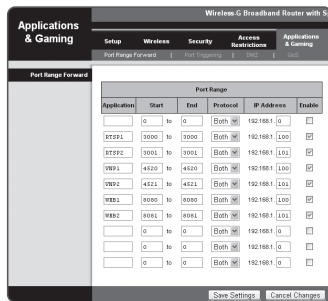 Wireless-G Broadband Router with S
Applications & Gaming
Setup Wireless Security Access Restrictions Applications & Gaming
Port Range Forward | Port Triggering | DMZ | QoS
Port Range Forward
Port Range
Application Start End Protocol IP Address Enable
0 to 0 Both 192.168.1. 0
RTSP1 3000 to 3000 Both 192.168.1. 100
RTSP2 3001 to 3001 Both 192.168.1. 101
VNP1 4520 to 4520 Both 192.168.1. 100
VNP2 4521 to 4521 Both 192.168.1. 101
WEB1 8080 to 8080 Both 192.168.1. 100
WEB2 8081 to 8081 Both 192.168.1. 101
0 to 0 Both 192.168.1. 0
0 to 0 Both 192.168.1. 0
0 to 0 Both 192.168.1. 0
Save Settings Cancel Changes